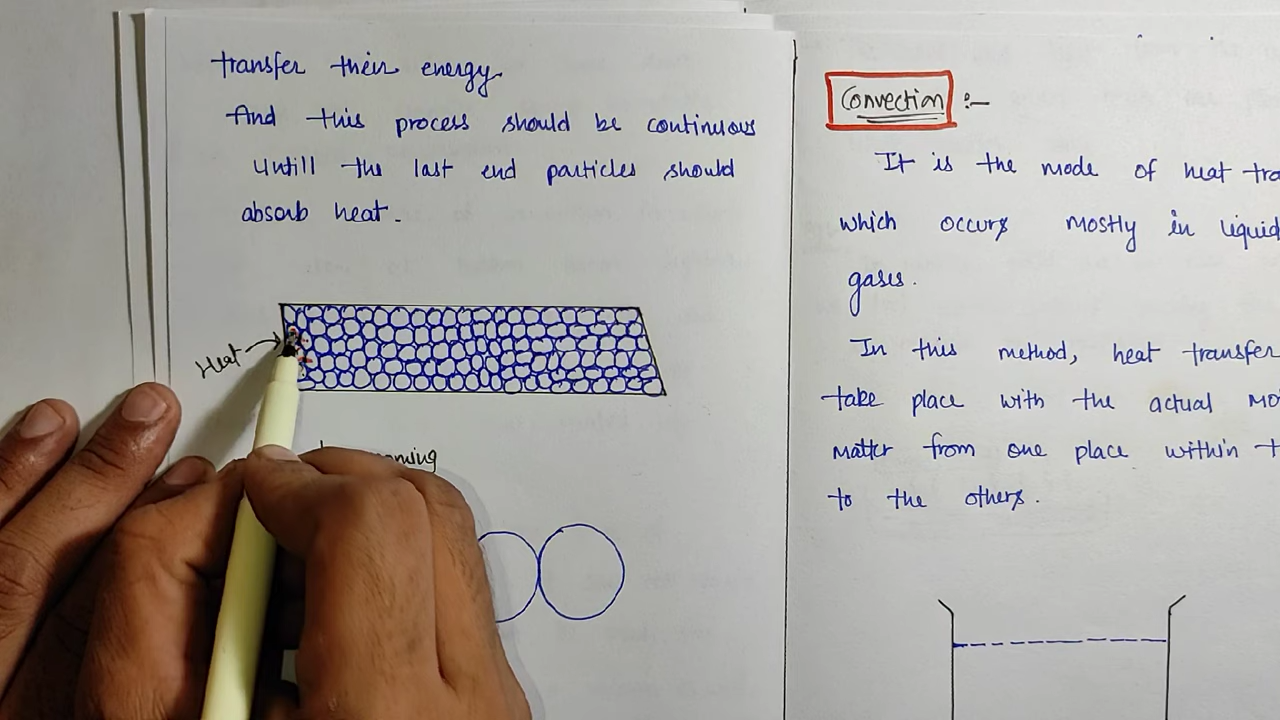 transfer their energy
And this process should be continuous
Untill the last end particles should
absorb heat.
Heat
Convection :-
It is the mode of heat
which occurs mostly in
gases.
In this method, heat transfer
take place with the actual
matter from one place within
to the others.